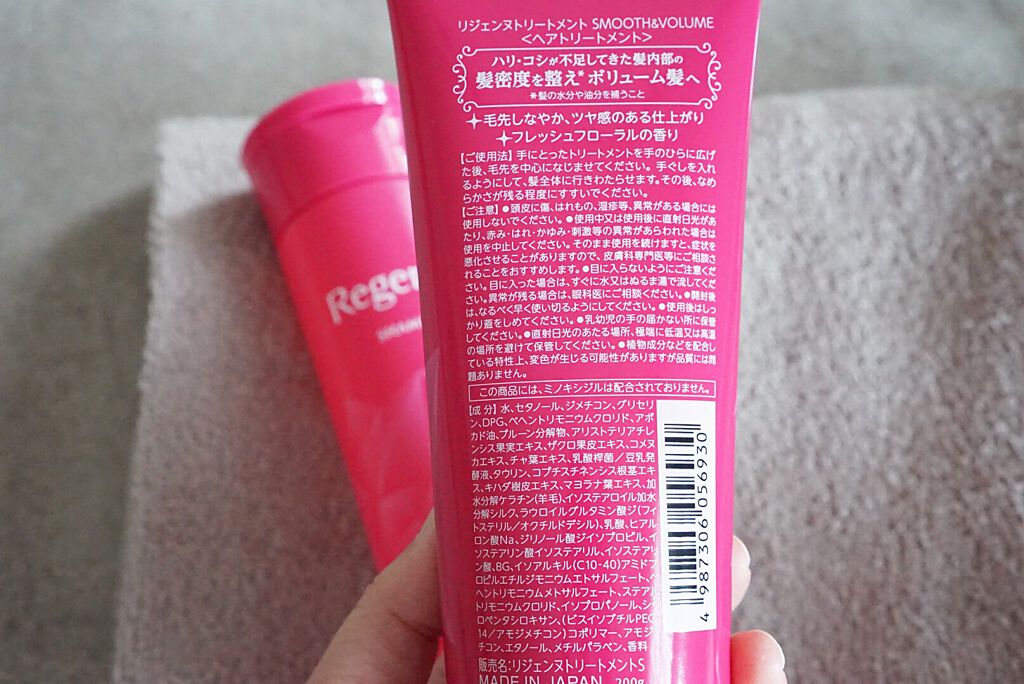 リジェンヌトリートメント SMOOTH&VOLUME
<ヘアトリートメント>
ハリ・コシが不足してきた髪内部の
髪密度を整え*ボリューム髪へ
*髪の水分や油分を補うこと
毛先しなやか、ツヤ感のある仕上がり
フレッシュフローラルの香り
【ご使用法】手にとったトリートメントを手のひらに広げ
た後、毛先を中心になじませてください。手ぐしを入れ
るようにして、髪全体に行きわたらせます。その後、なめ
らかさが残る程度にすすいでください。
【ご注意】●頭皮に傷、はれもの、湿疹等、異常がある場合には
使用しないでください。●使用中又は使用後に直射日光があ
たり、赤み・はれ・かゆみ・刺激等の異常があらわれた場合は
使用を中止してください。そのまま使用を続けますと、症状を
悪化させることがありますので、皮膚科専門医等にご相談さ
れることをおすすめします。●目に入らないようにご注意くだ
さい。目に入った場合は、すぐに水又はぬるま湯で流してくだ
さい。異常が残る場合は、眼科医にご相談ください。●開封後
は、なるべく早く使い切るようにしてください。●使用後はしっ
かり蓋をしめてください。●乳幼児の手の届かない所に保管
してください。●直射日光のあたる場所、極端に低温又は高温
の場所を避けて保管してください。●植物成分などを配合し
ている特性上、変色が生じる可能性がありますが品質には問
題ありません。
この商品には、ミノキシジルは配合されておりません。
【成分】水、セタノール、ジメチコン、グリセリ
ン、DPG、ベヘントリモニウムクロリド、アボ
カド油、プルーン分解物、アリストテリアチレ
ンシス果実エキス、ザクロ果皮エキス、コメヌ
カエキス、チャ葉エキス、乳酸桿菌/豆乳発
酵液、タウリン、コプチスチネンシス根茎エキ
ス、キハダ樹皮エキス、マヨラナ葉エキス、加
水分解ケラチン(羊毛)、イソステアロイル加水
分解シルク、ラウロイルグルタミン酸ジ(フィ
トステリル/オクチルドデシル)、乳酸、ヒアル
ロン酸Na、ジリノール酸ジイソプロピル、イ
ソステアリン酸イソステアリル、イソステアリ
ン酸、BG、イソアルキル(C10-40)アミドプ
ロピルエチルジモニウムエトサルフェート、ベ
ヘントリモニウムメトサルフェート、ステアル
トリモニウムクロリド、イソプロパノール、シク
ロペンタシロキサン、(ビスイソブチルPEG-
14/アモジメチコン)コポリマー、アモジメ
チコン、エタノール、メチルパラベン、香料
販売名:リジェンヌトリートメントS
MADE IN JAPAN 200g
4 987306 056930
Rege